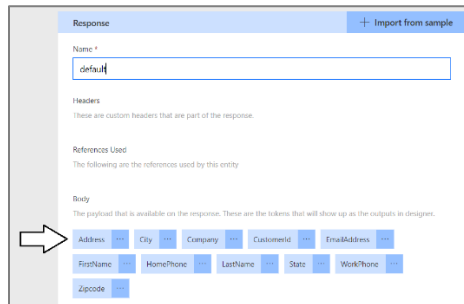 Response
+ Import from sample
Name *
default
Headers
These are custom headers that are part of the response.
References Used
The following are the references used by this entity
Body
The payload that is available on the response. These are the tokens that will show up as the outputs in designer.
Address ... City ... Company ... CustomerId ... EmailAddress ...
FirstName ... HomePhone ... LastName ... State ... WorkPhone ...
Zipcode ...